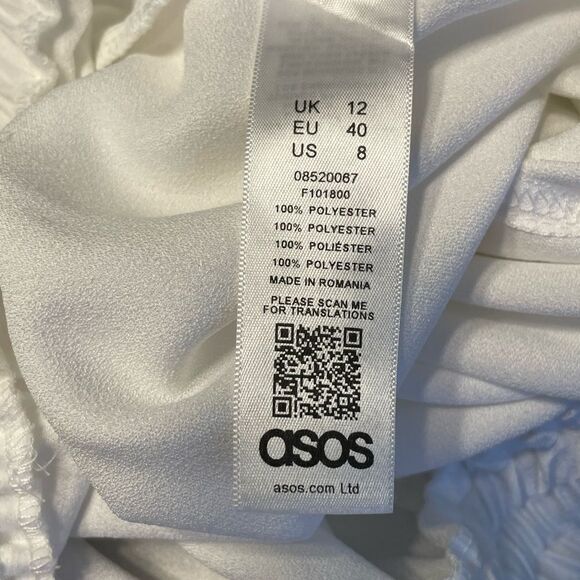 UK 12
EU 40
US 8
08520067
F101800
100% POLYESTER
100% POLYESTER
100% POLIÉSTER
100% POLYESTER
MADE IN ROMANIA
PLEASE SCAN ME
FOR TRANSLATIONS
asos
asos.com Ltd